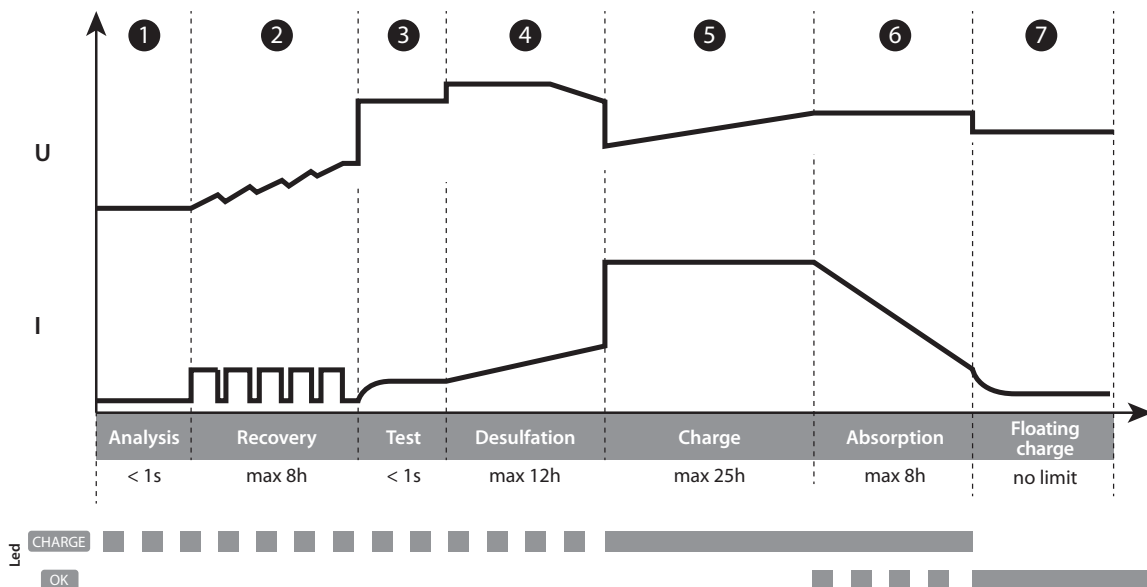 1 2 3 4 5 6 7
U
I
Analysis Recovery Test Desulfation Charge Absorption Floating charge
< 1s max 8h < 1s max 12h max 25h max 8h no limit
Led
CHARGE
OK